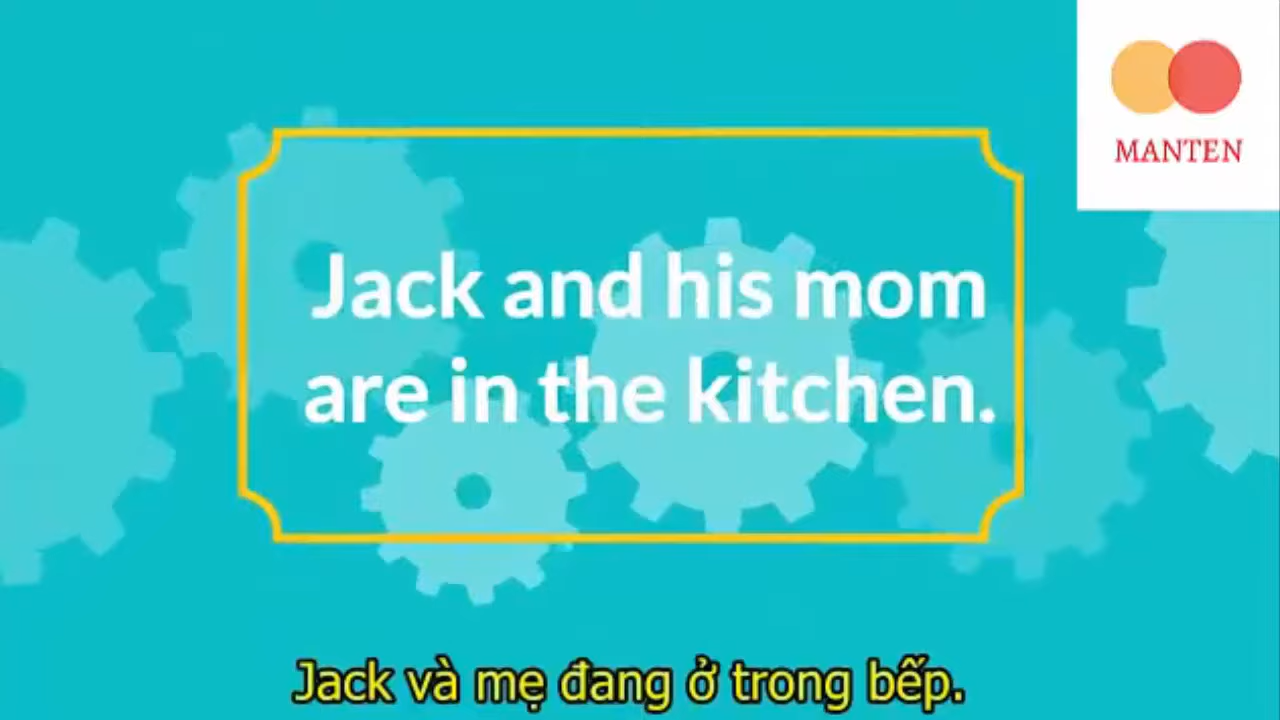 MANTEN
Jack and his mom
are in the kitchen.
Jack và mẹ đang ở trong bếp.